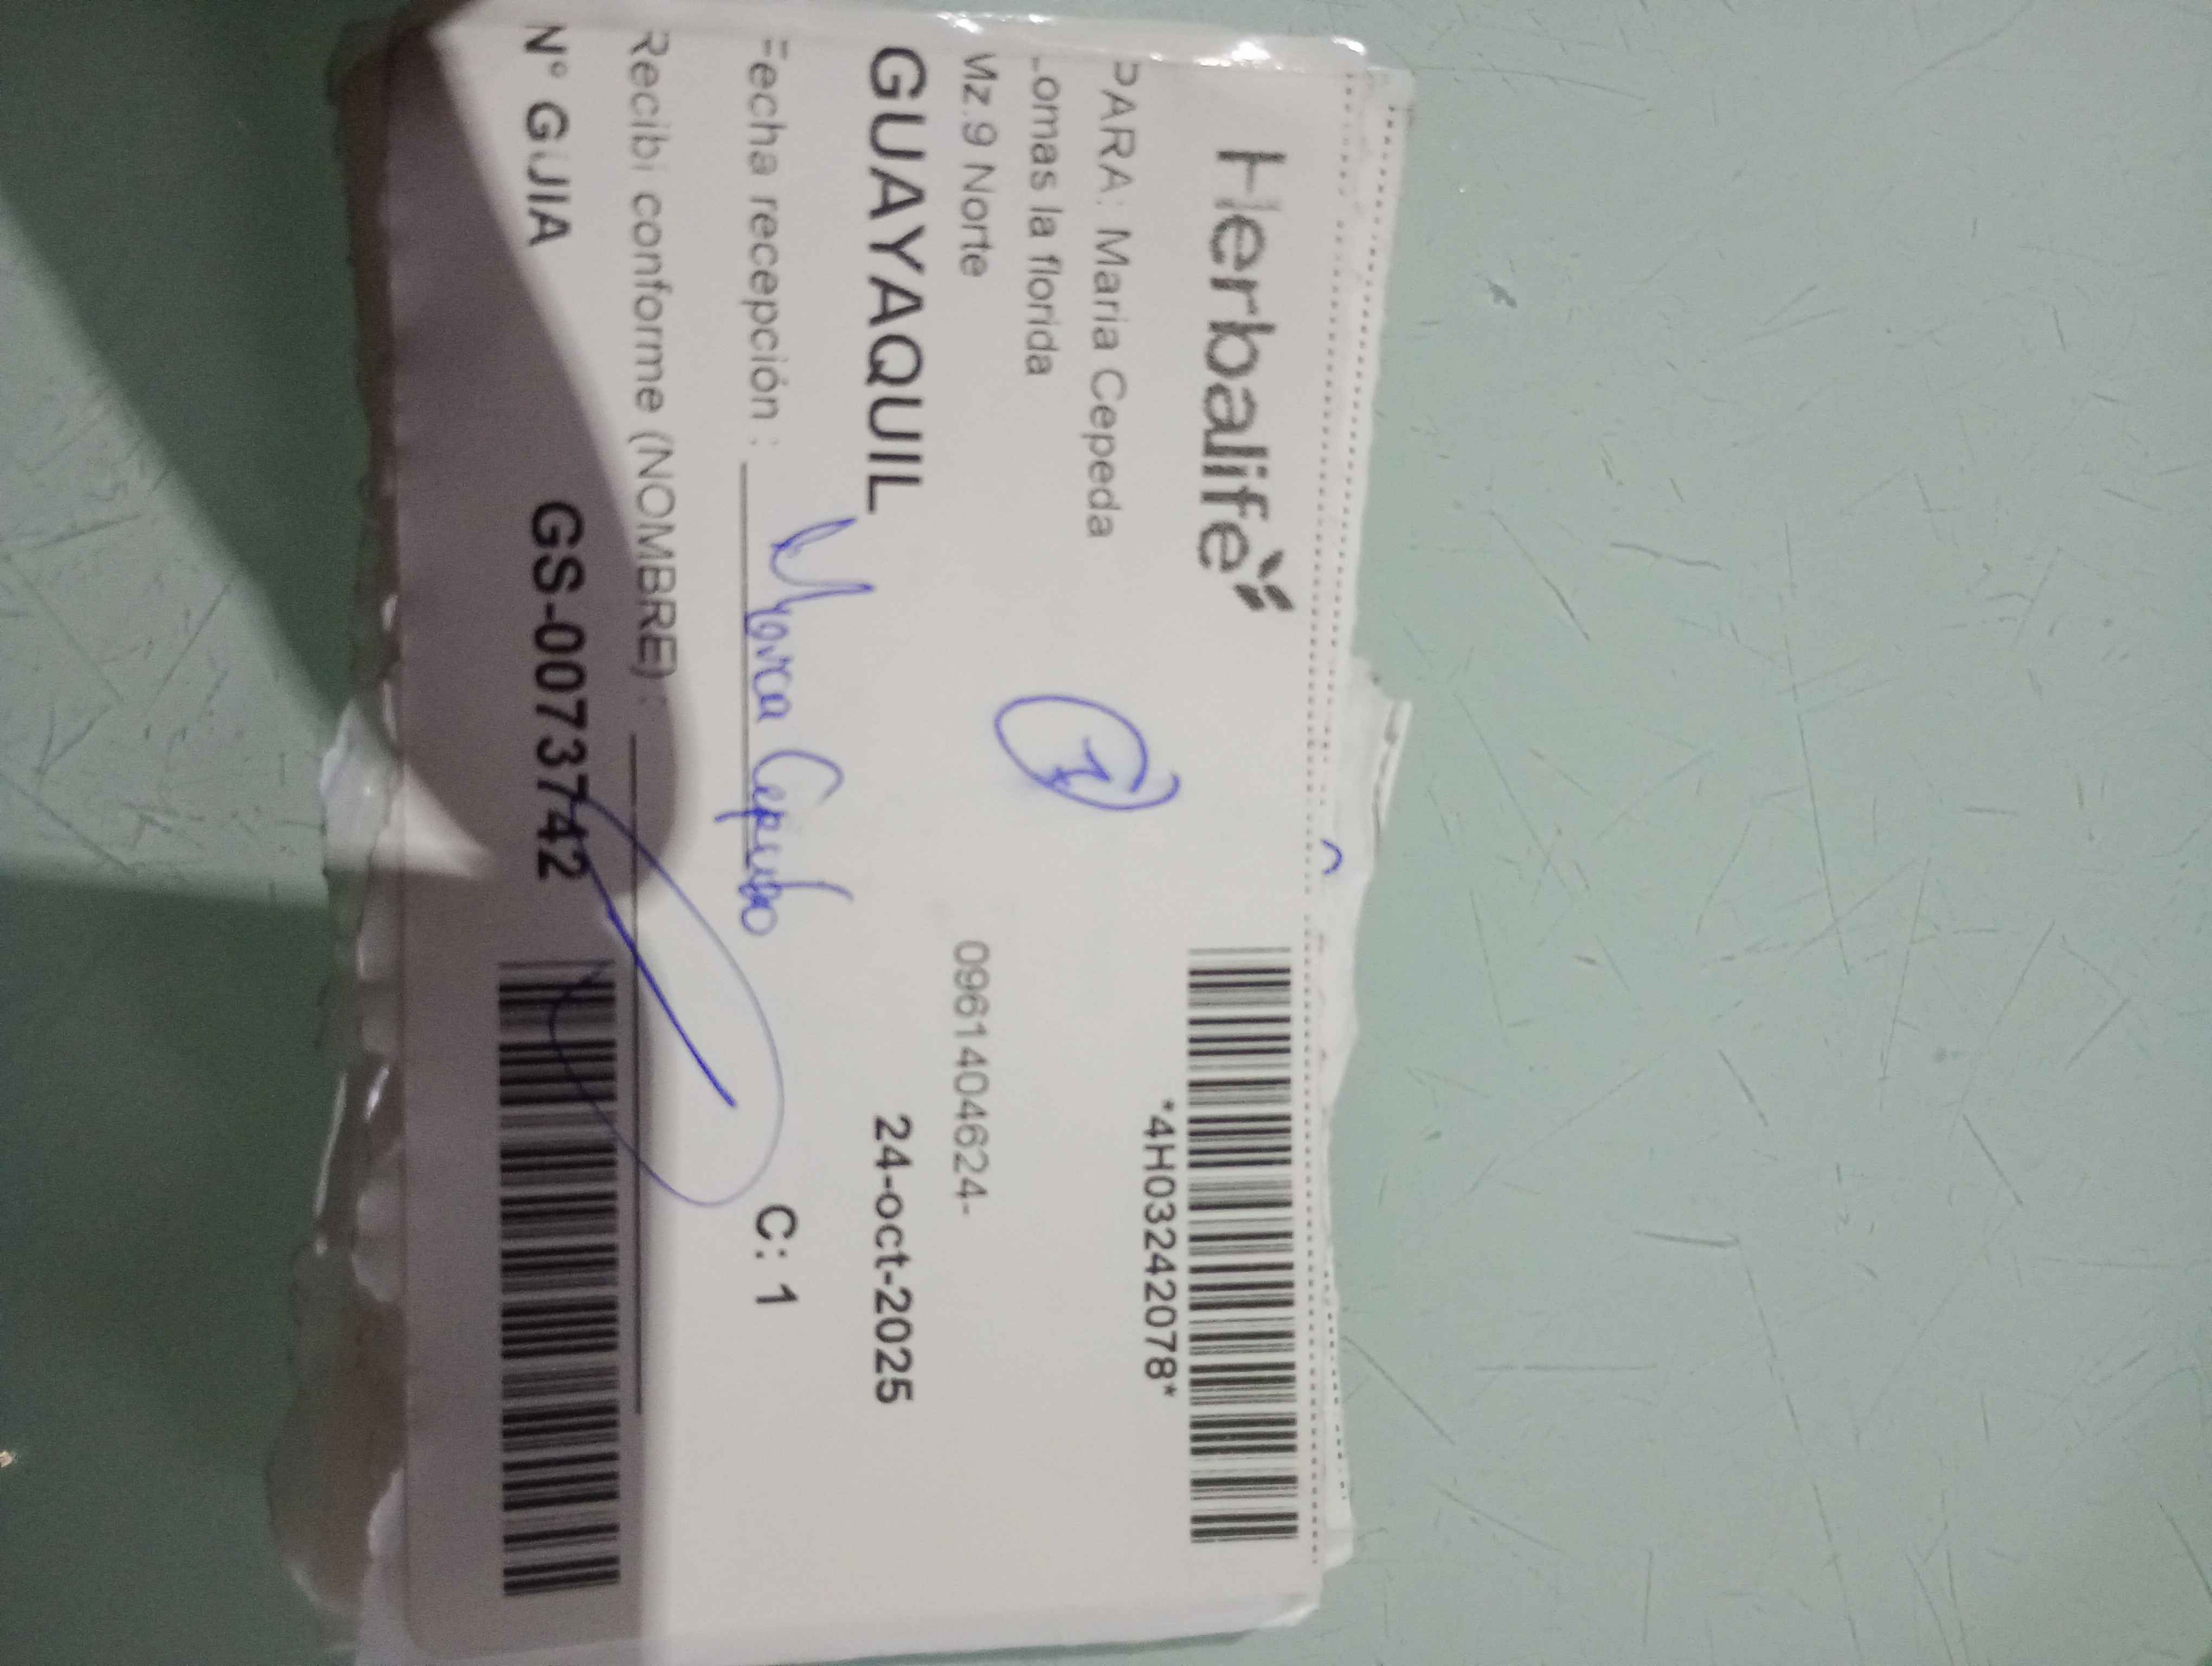 Herbalife
*4H03242078*
PARA: Maria Cepeda
Lomas la florida
Mz.9 Norte
0961404624-
GUAYAQUIL
24-oct-2025
Fecha recepción :
C: 1
Recibi conforme (NOMBRE) :
N° GUIA
GS-0073742